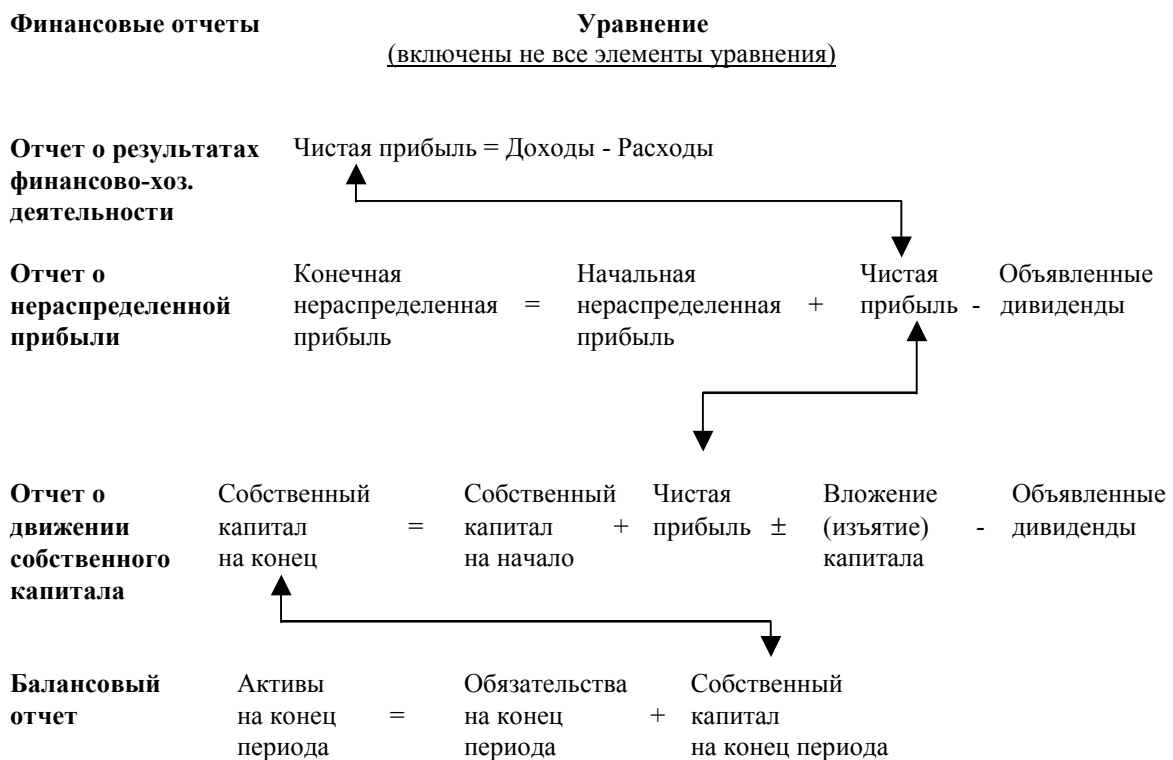 Финансовые отчеты Уравнение
(включены не все элементы уравнения)
Отчет о результатах Чистая прибыль = Доходы - Расходы
финансово-хоз.
деятельности
Отчет о Конечная Начальная Чистая Объявленные
нераспределенной нераспределенная = нераспределенная + прибыль - дивиденды
прибыли прибыль прибыль
Отчет о Собственный Собственный Чистая Вложение Объявленные
движении капитал = капитал + прибыль ± (изъятие) - дивиденды
собственного на конец на начало капитала
капитала
Балансовый Активы Обязательства Собственный
отчет на конец = на конец + капитал
периода периода на конец периода